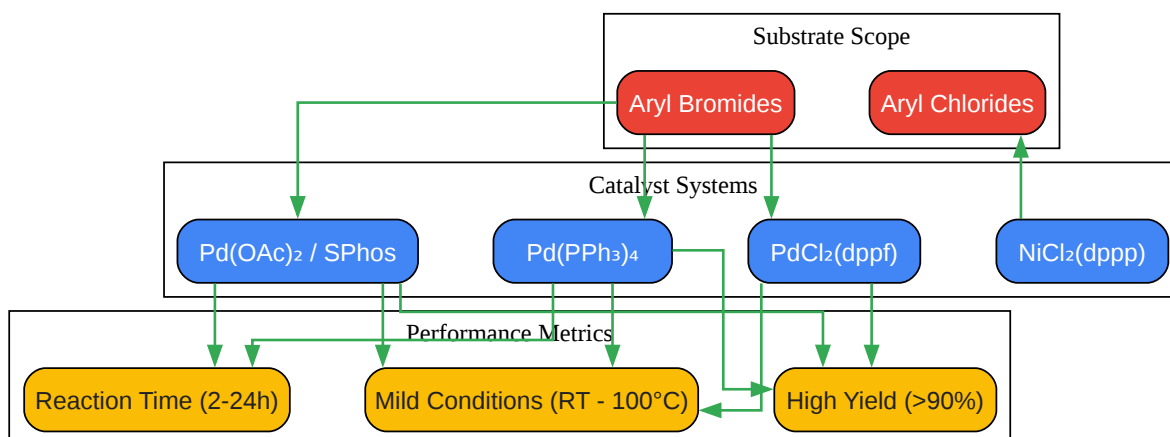 Substrate Scope
Aryl Bromides
Aryl Chlorides
Catalyst Systems
Pd(OAc)₂ / SPhos
Pd(PPh₃)₄
PdCl₂(dppf)
NiCl₂(dppp)
Performance Metrics
Reaction Time (2-24h)
Mild Conditions (RT - 100°C)
High Yield (>90%)